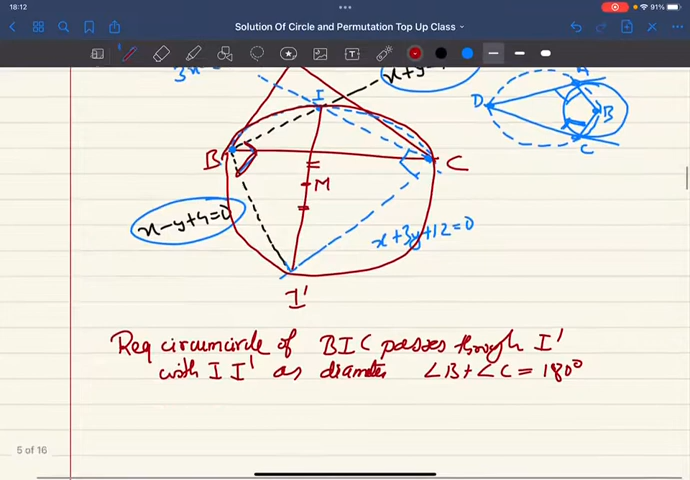 18:12
91%
Solution Of Circle and Permutation Top Up Class
I
D
B
C
B
C
M
x-y+4=0
x+3y+12=0
I'
Req circumcircle of BIC passes through I'
with II' as diameter ∠B+∠C=180°
5 of 16